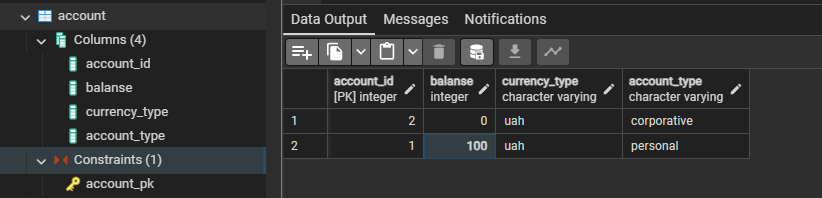 account
Columns (4)
account_id
balanse
currency_type
account_type
Constraints (1)
account_pk
Data Output Messages Notifications
account_id balanse currency_type account_type
[PK] integer integer character varying character varying
1 2 0 uah corporative
2 1 100 uah personal